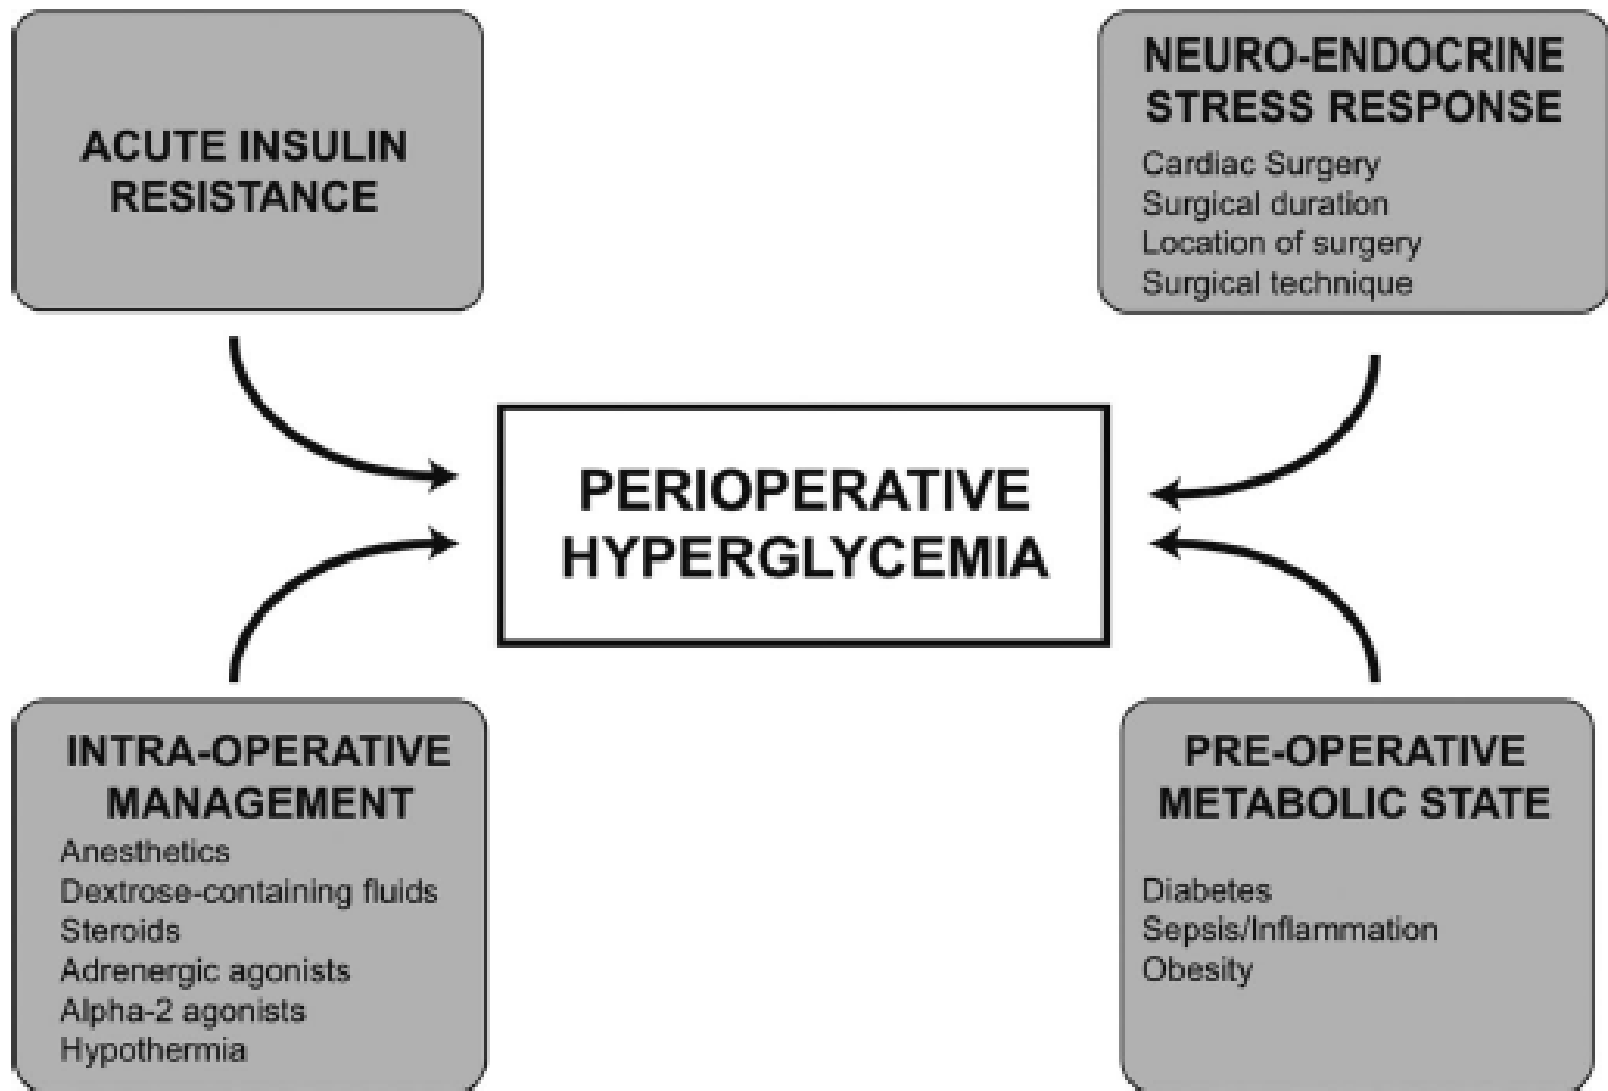 ACUTE INSULIN
RESISTANCE
NEURO-ENDOCRINE
STRESS RESPONSE
Cardiac Surgery
Surgical duration
Location of surgery
Surgical technique
PERIOPERATIVE
HYPERGLYCEMIA
INTRA-OPERATIVE
MANAGEMENT
Anesthetics
Dextrose-containing fluids
Steroids
Adrenergic agonists
Alpha-2 agonists
Hypothermia
PRE-OPERATIVE
METABOLIC STATE
Diabetes
Sepsis/Inflammation
Obesity